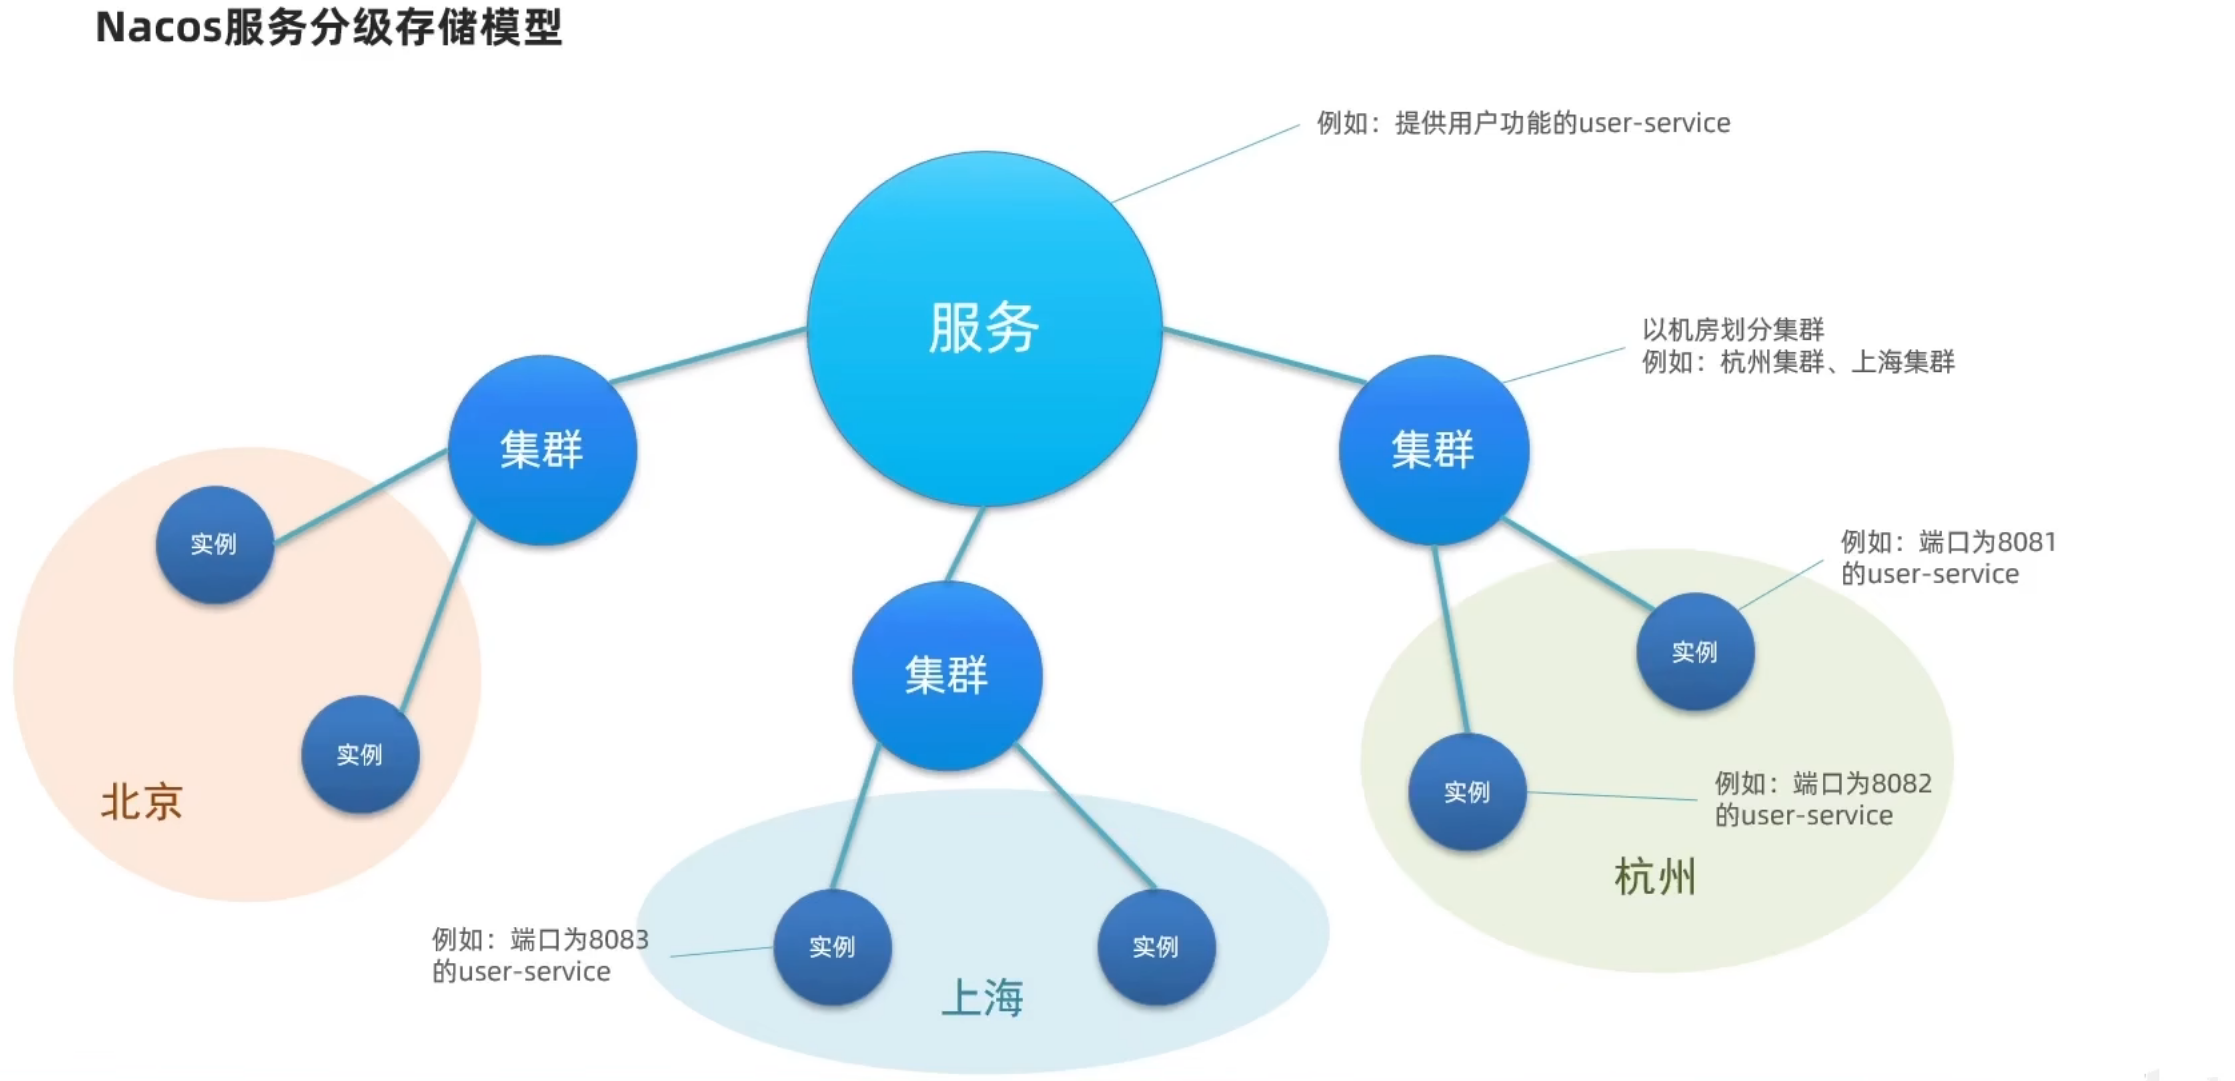 Nacos服务分级存储模型
例如：提供用户功能的user-service
服务
以机房划分集群
例如：杭州集群、上海集群
集群
集群
例如：端口为8081
的user-service
实例
实例
集群
实例
实例
例如：端口为8082
的user-service
北京
杭州
例如：端口为8083
的user-service
实例
实例
上海